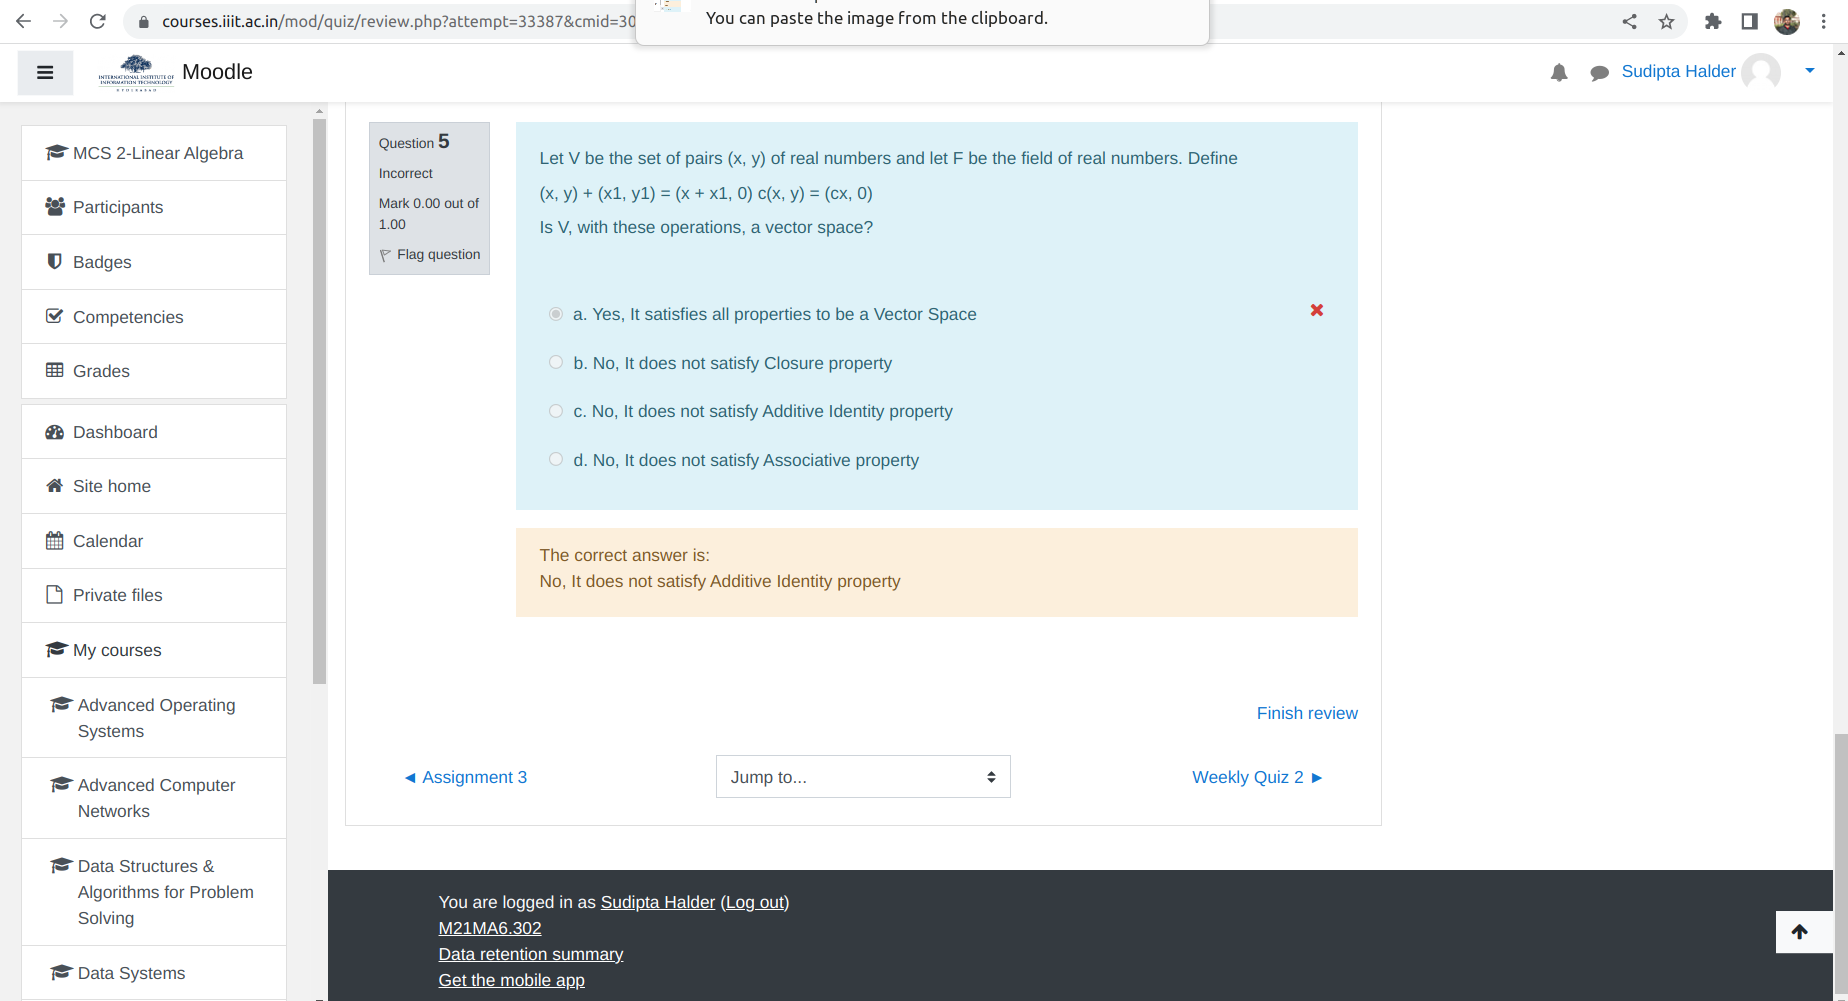 courses.iiit.ac.in/mod/quiz/review.php?attempt=33387&cmid=30
You can paste the image from the clipboard.
INTERNATIONAL INSTITUTE OF
INFORMATION TECHNOLOGY
HYDERABAD
Moodle
Sudipta Halder
MCS 2-Linear Algebra
Participants
Badges
Competencies
Grades
Dashboard
Site home
Calendar
Private files
My courses
Advanced Operating
Systems
Advanced Computer
Networks
Data Structures &
Algorithms for Problem
Solving
Data Systems
Question 5
Incorrect
Mark 0.00 out of
1.00
Flag question
Let V be the set of pairs (x, y) of real numbers and let F be the field of real numbers. Define
(x, y) + (x1, y1) = (x + x1, 0) c(x, y) = (cx, 0)
Is V, with these operations, a vector space?
a. Yes, It satisfies all properties to be a Vector Space
b. No, It does not satisfy Closure property
c. No, It does not satisfy Additive Identity property
d. No, It does not satisfy Associative property
The correct answer is:
No, It does not satisfy Additive Identity property
Finish review
◄ Assignment 3
Jump to...
Weekly Quiz 2 ►
You are logged in as Sudipta Halder (Log out)
M21MA6.302
Data retention summary
Get the mobile app